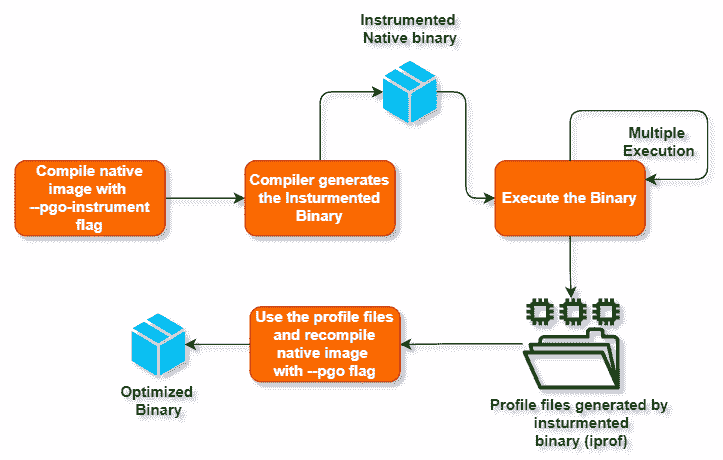 Insturmented
Native binary
Multiple
Execution
Compile native
image with
--pgo-instrument
flag
Compiler generates
the Insturmented
Binary
Execute the Binary
Use the profile files
and recompile
native image
with --pgo flag
Optimized
Binary
Profile files generated by
insturmented
binary (iprof)